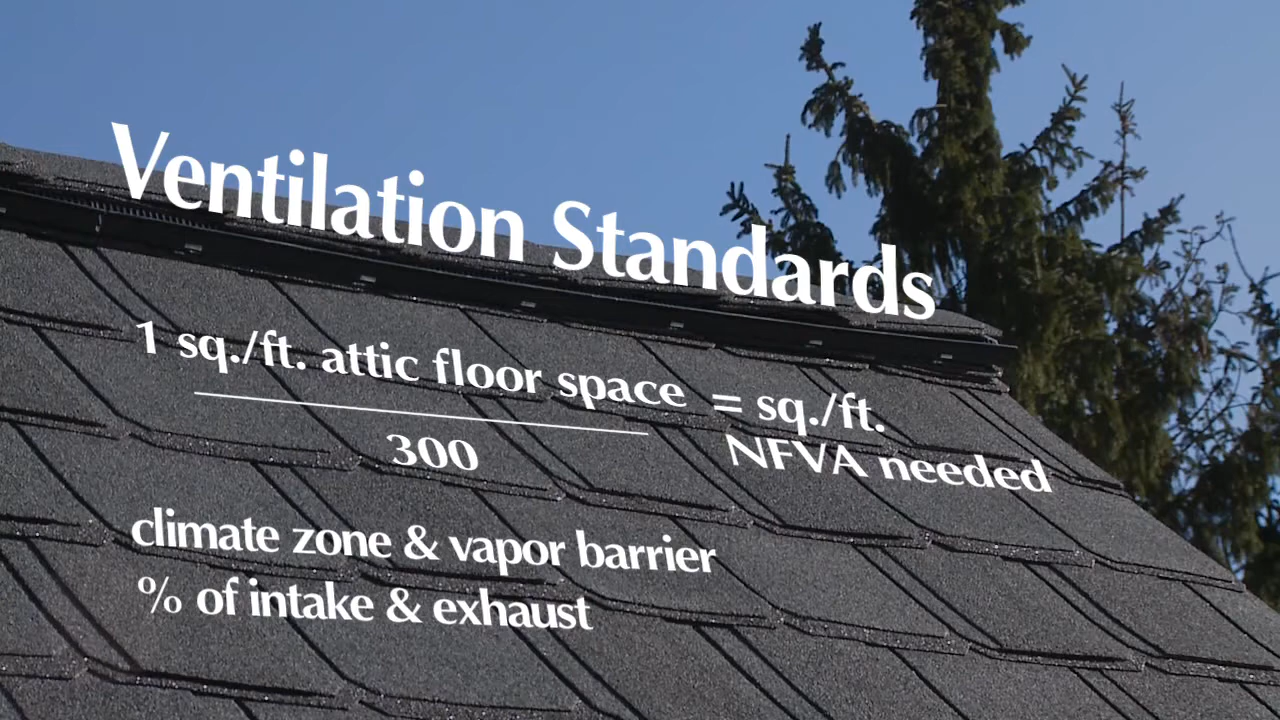 Ventilation Standards
1 sq./ft. attic floor space = sq./ft.
300 NFVA needed
climate zone & vapor barrier
% of intake & exhaust